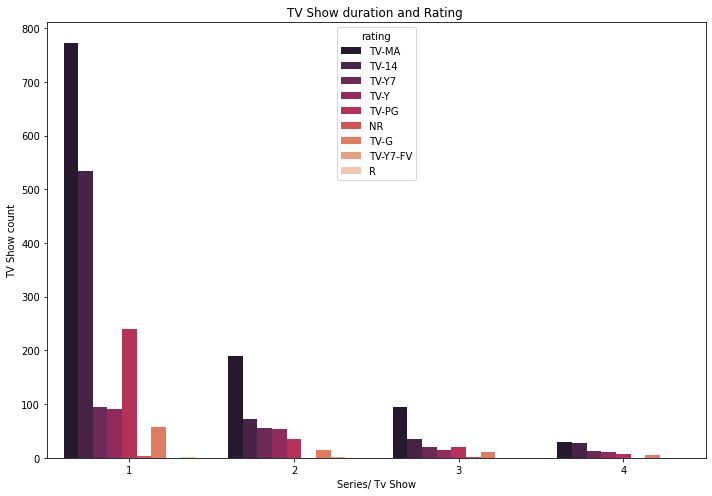 TV Show duration and Rating
800
700
600
500
400
300
200
100
0
TV Show count
rating
TV-MA
TV-14
TV-Y7
TV-Y
TV-PG
NR
TV-G
TV-Y7-FV
R
1 2 3 4
Series/ Tv Show